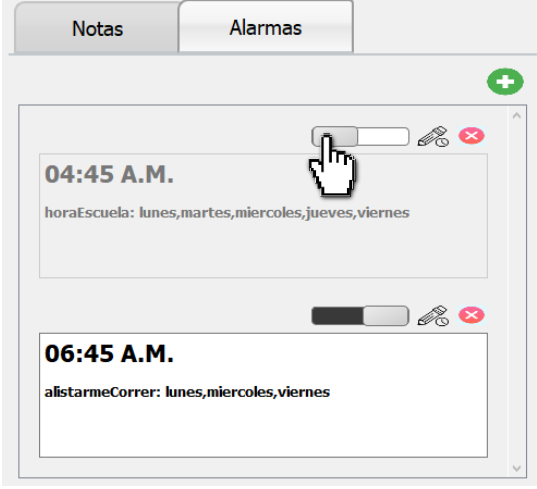 Notas
Alarmas
04:45 A.M.
horaEscuela: lunes,martes,miercoles,jueves,viernes
06:45 A.M.
alistarmeCorrer: lunes,miercoles,viernes